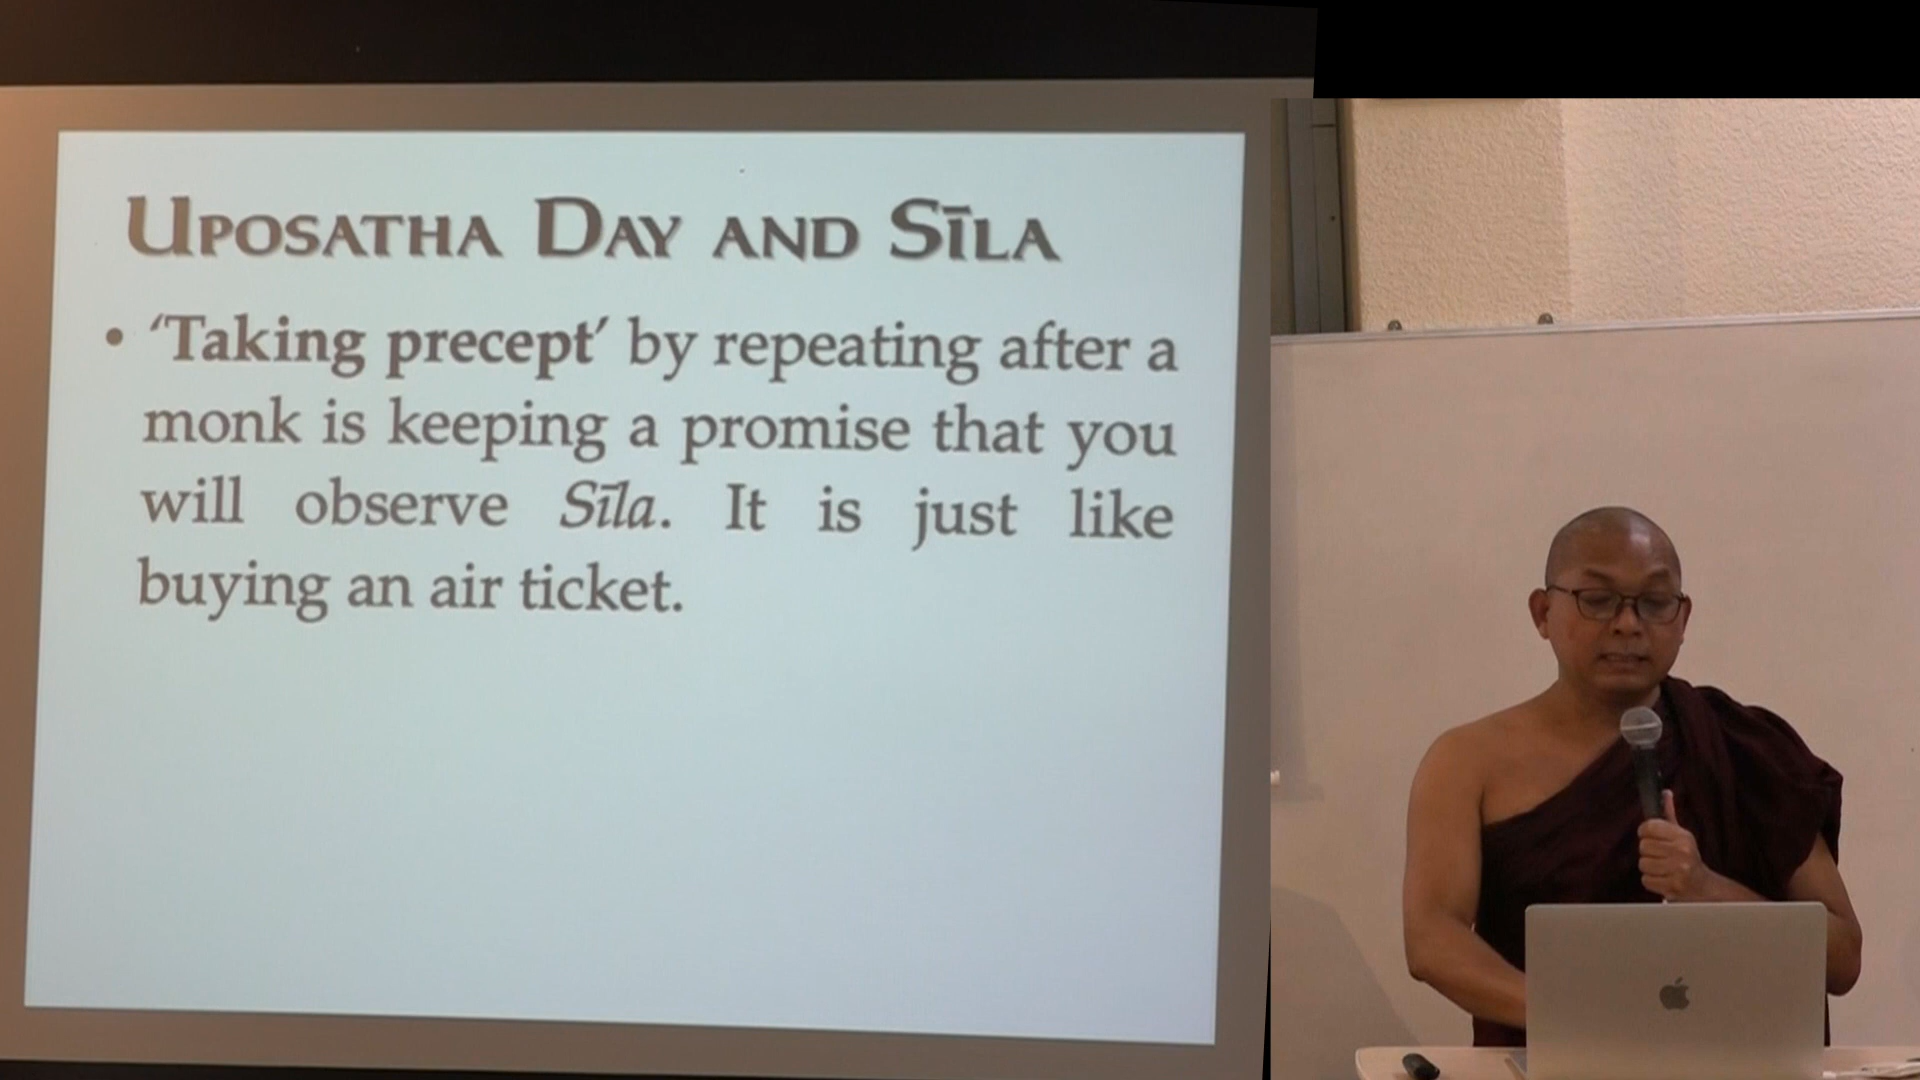 Uposatha Day and Sīla
• ‘Taking precept’ by repeating after a
monk is keeping a promise that you
will observe Sīla. It is just like
buying an air ticket.